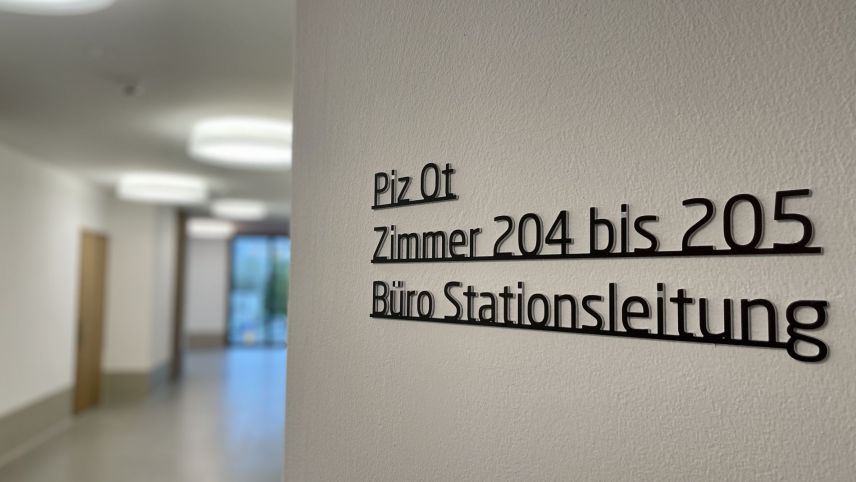 Piz Ot
Zimmer 204 bis 205
Büro Stationsleitung